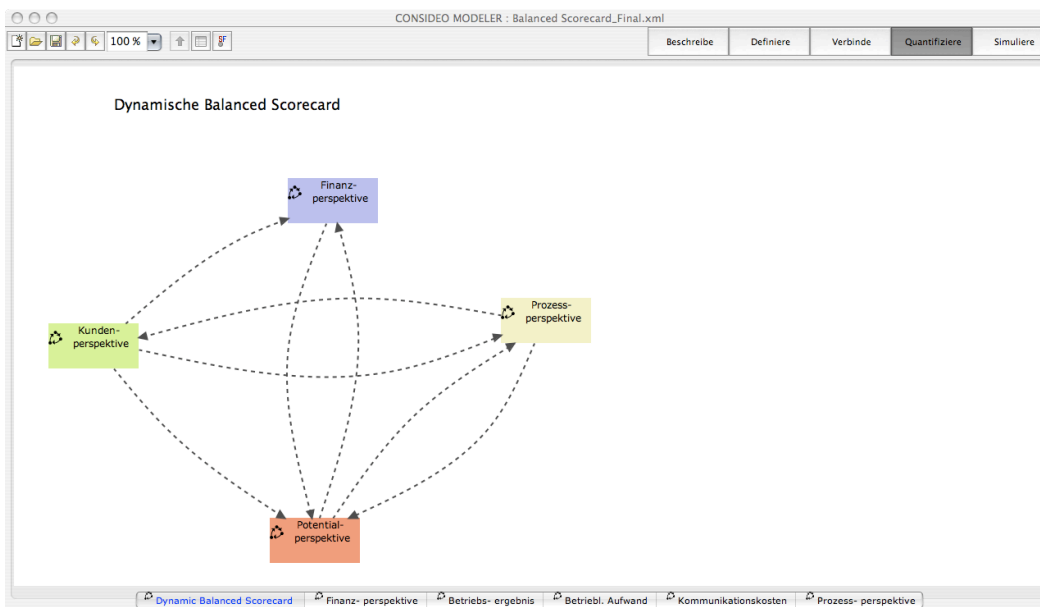 CONSIDEO MODELER : Balanced Scorecard_Final.xml
100 %
SF
Beschreibe
Definiere
Verbinde
Quantifiziere
Simuliere
Dynamische Balanced Scorecard
Finanz-
perspektive
Prozess-
perspektive
Kunden-
perspektive
Potential-
perspektive
Dynamic Balanced Scorecard
Finanz- perspektive
Betriebs- ergebnis
Betriebl. Aufwand
Kommunikationskosten
Prozess- perspektive